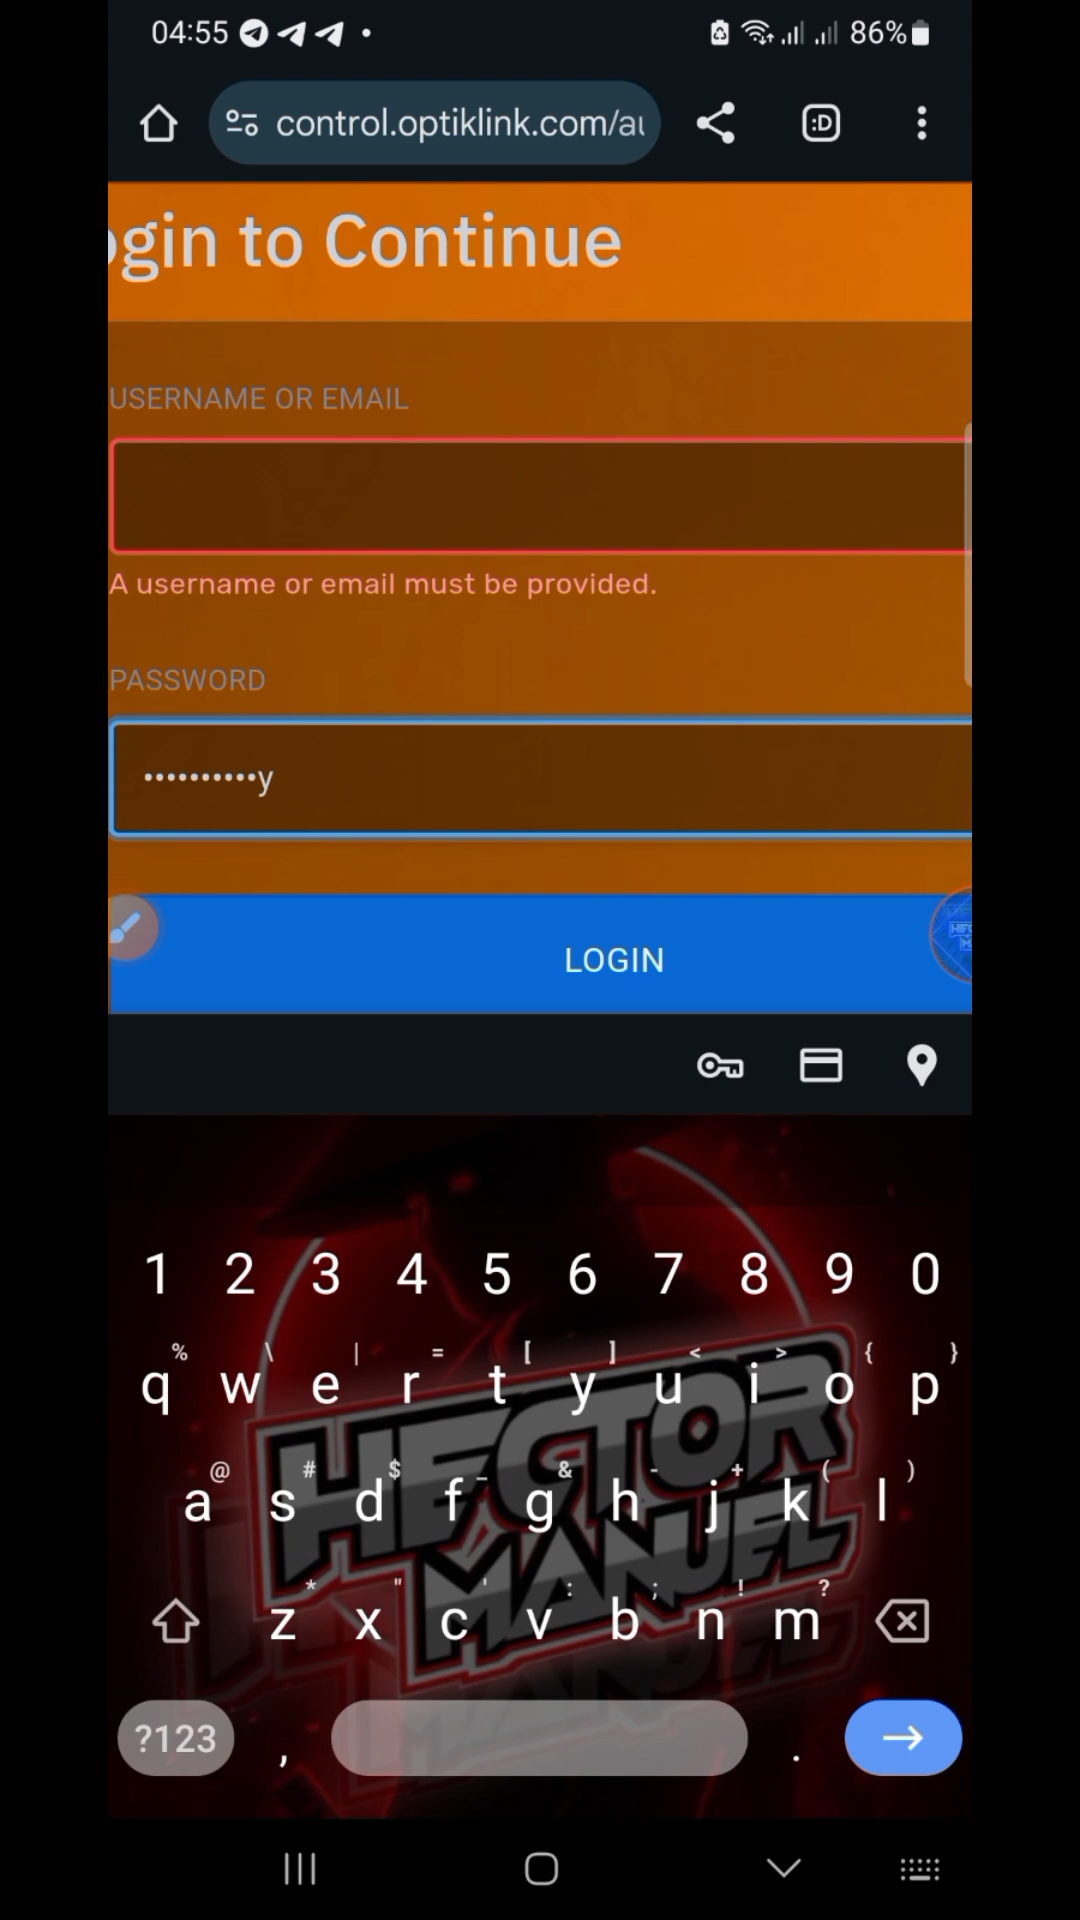 04:55 86%
control.optiklink.com/au
ogin to Continue
USERNAME OR EMAIL
A username or email must be provided.
PASSWORD
••••••••••y
LOGIN
1 2 3 4 5 6 7 8 9 0
% \ | = [ ] < > { }
q w e r t y u i o p
@ # $ _ & - + ( )
a s d f g h j k l
* " ' : ; ! ?
z x c v b n m
?123 , .
HECTOR
MANUEL